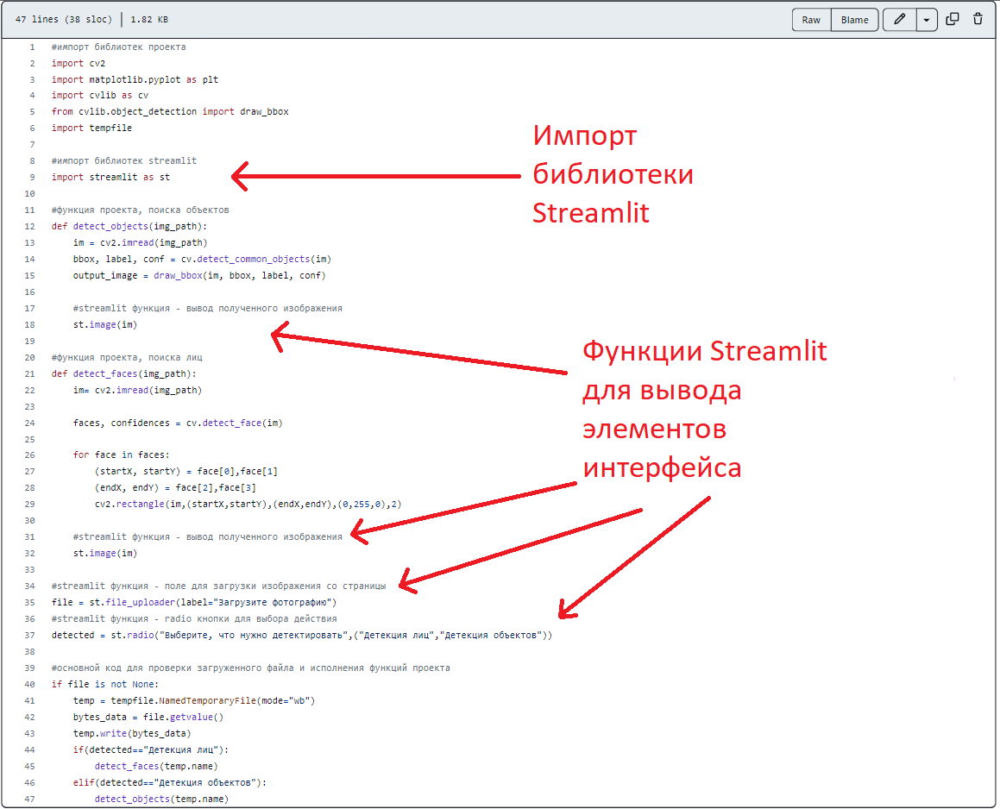 47 lines (38 sloc) | 1.82 KB
Raw Blame
1 #импорт библиотек проекта
2 import cv2
3 import matplotlib.pyplot as plt
4 import cvlib as cv
5 from cvlib.object_detection import draw_bbox
6 import tempfile
7
8 #импорт библиотек streamlit
9 import streamlit as st
10
11 #функция проекта, поиска объектов
12 def detect_objects(img_path):
13     im = cv2.imread(img_path)
14     bbox, label, conf = cv.detect_common_objects(im)
15     output_image = draw_bbox(im, bbox, label, conf)
16
17     #streamlit функция - вывод полученного изображения
18     st.image(im)
19
20 #функция проекта, поиска лиц
21 def detect_faces(img_path):
22     im= cv2.imread(img_path)
23
24     faces, confidences = cv.detect_face(im)
25
26     for face in faces:
27         (startX, startY) = face[0],face[1]
28         (endX, endY) = face[2],face[3]
29         cv2.rectangle(im,(startX,startY),(endX,endY),(0,255,0),2)
30
31     #streamlit функция - вывод полученного изображения
32     st.image(im)
33
34 #streamlit функция - поле для загрузки изображения со страницы
35 file = st.file_uploader(label="Загрузите фотографию")
36 #streamlit функция - radio кнопки для выбора действия
37 detected = st.radio("Выберите, что нужно детектировать",("Детекция лиц","Детекция объектов"))
38
39 #основной код для проверки загруженного файла и исполнения функций проекта
40 if file is not None:
41     temp = tempfile.NamedTemporaryFile(mode="wb")
42     bytes_data = file.getvalue()
43     temp.write(bytes_data)
44     if(detected=="Детекция лиц"):
45         detect_faces(temp.name)
46     elif(detected=="Детекция объектов"):
47         detect_objects(temp.name)
Импорт
библиотеки
Streamlit
Функции Streamlit
для вывода
элементов
интерфейса